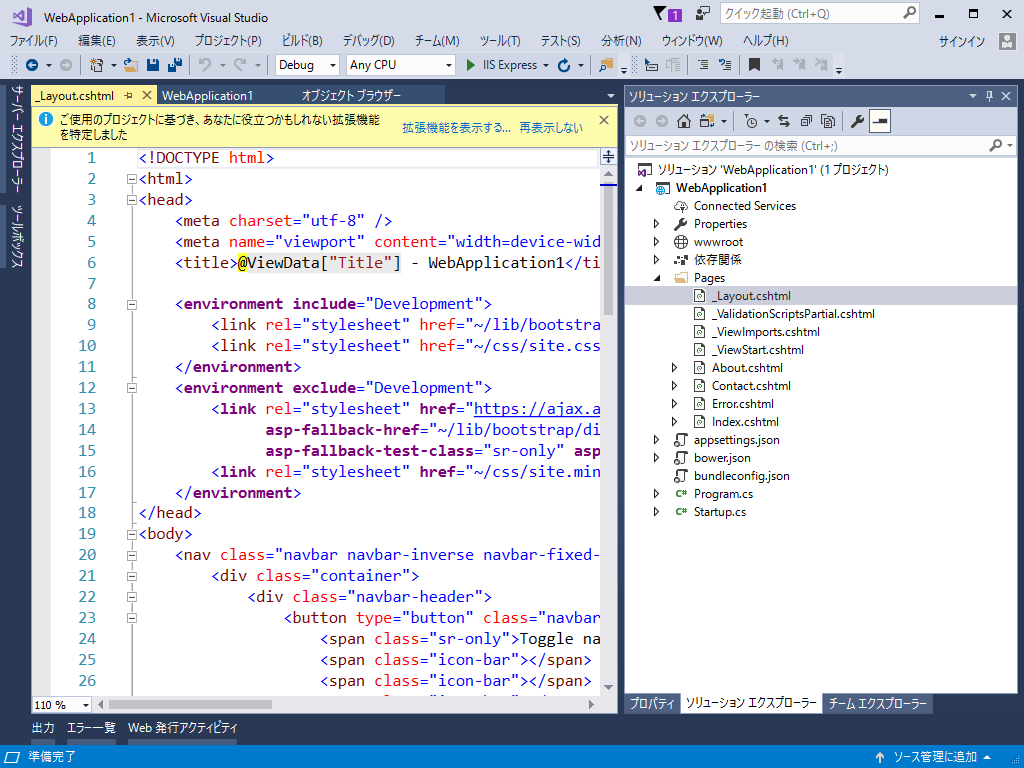 WebApplication1 - Microsoft Visual Studio
1
クイック起動 (Ctrl+Q)
ファイル(F) 編集(E) 表示(V) プロジェクト(P) ビルド(B) デバッグ(D) チーム(M) ツール(T) テスト(S) 分析(N) ウィンドウ(W) ヘルプ(H) サインイン
Debug Any CPU IIS Express
サーバー エクスプローラー
ツールボックス
_Layout.cshtml WebApplication1 オブジェクト ブラウザー
ご使用のプロジェクトに基づき、あなたに役立つかもしれない拡張機能
を特定しました
拡張機能を表示する... 再表示しない
1 <!DOCTYPE html>
2 <html>
3 <head>
4 <meta charset="utf-8" />
5 <meta name="viewport" content="width=device-wid
6 <title>@ViewData["Title"] - WebApplication1</ti
7
8 <environment include="Development">
9 <link rel="stylesheet" href="~/lib/bootstra
10 <link rel="stylesheet" href="~/css/site.css
11 </environment>
12 <environment exclude="Development">
13 <link rel="stylesheet" href="https://ajax.a
14 asp-fallback-href="~/lib/bootstrap/di
15 asp-fallback-test-class="sr-only" asp
16 <link rel="stylesheet" href="~/css/site.min
17 </environment>
18 </head>
19 <body>
20 <nav class="navbar navbar-inverse navbar-fixed-
21 <div class="container">
22 <div class="navbar-header">
23 <button type="button" class="navbar
24 <span class="sr-only">Toggle na
25 <span class="icon-bar"></span>
26 <span class="icon-bar"></span>
110 %
ソリューション エクスプローラー
ソリューション エクスプローラー の検索 (Ctrl+;)
ソリューション 'WebApplication1' (1 プロジェクト)
WebApplication1
Connected Services
Properties
wwwroot
依存関係
Pages
_Layout.cshtml
_ValidationScriptsPartial.cshtml
_ViewImports.cshtml
_ViewStart.cshtml
About.cshtml
Contact.cshtml
Error.cshtml
Index.cshtml
appsettings.json
bower.json
bundleconfig.json
C# Program.cs
C# Startup.cs
プロパティ ソリューション エクスプローラー チーム エクスプローラー
出力 エラー一覧 Web 発行アクティビティ
準備完了 ソース管理に追加